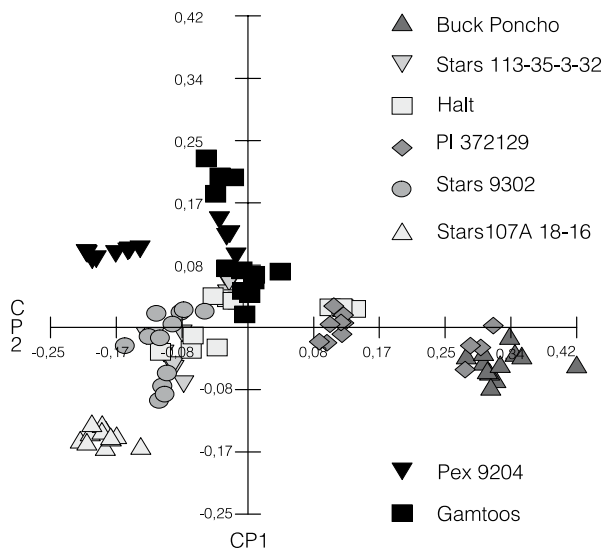 0,42
Buck Poncho
0,34
Stars 113-35-3-32
Halt
0,25
PI 372129
Stars 9302
0,17
Stars107A 18-16
0,08
C
P
2
-0,25 -0,17 -0,08 0,08 0,17 0,25 0,34 0,42
-0,08
-0,17
Pex 9204
-0,25
Gamtoos
CP1